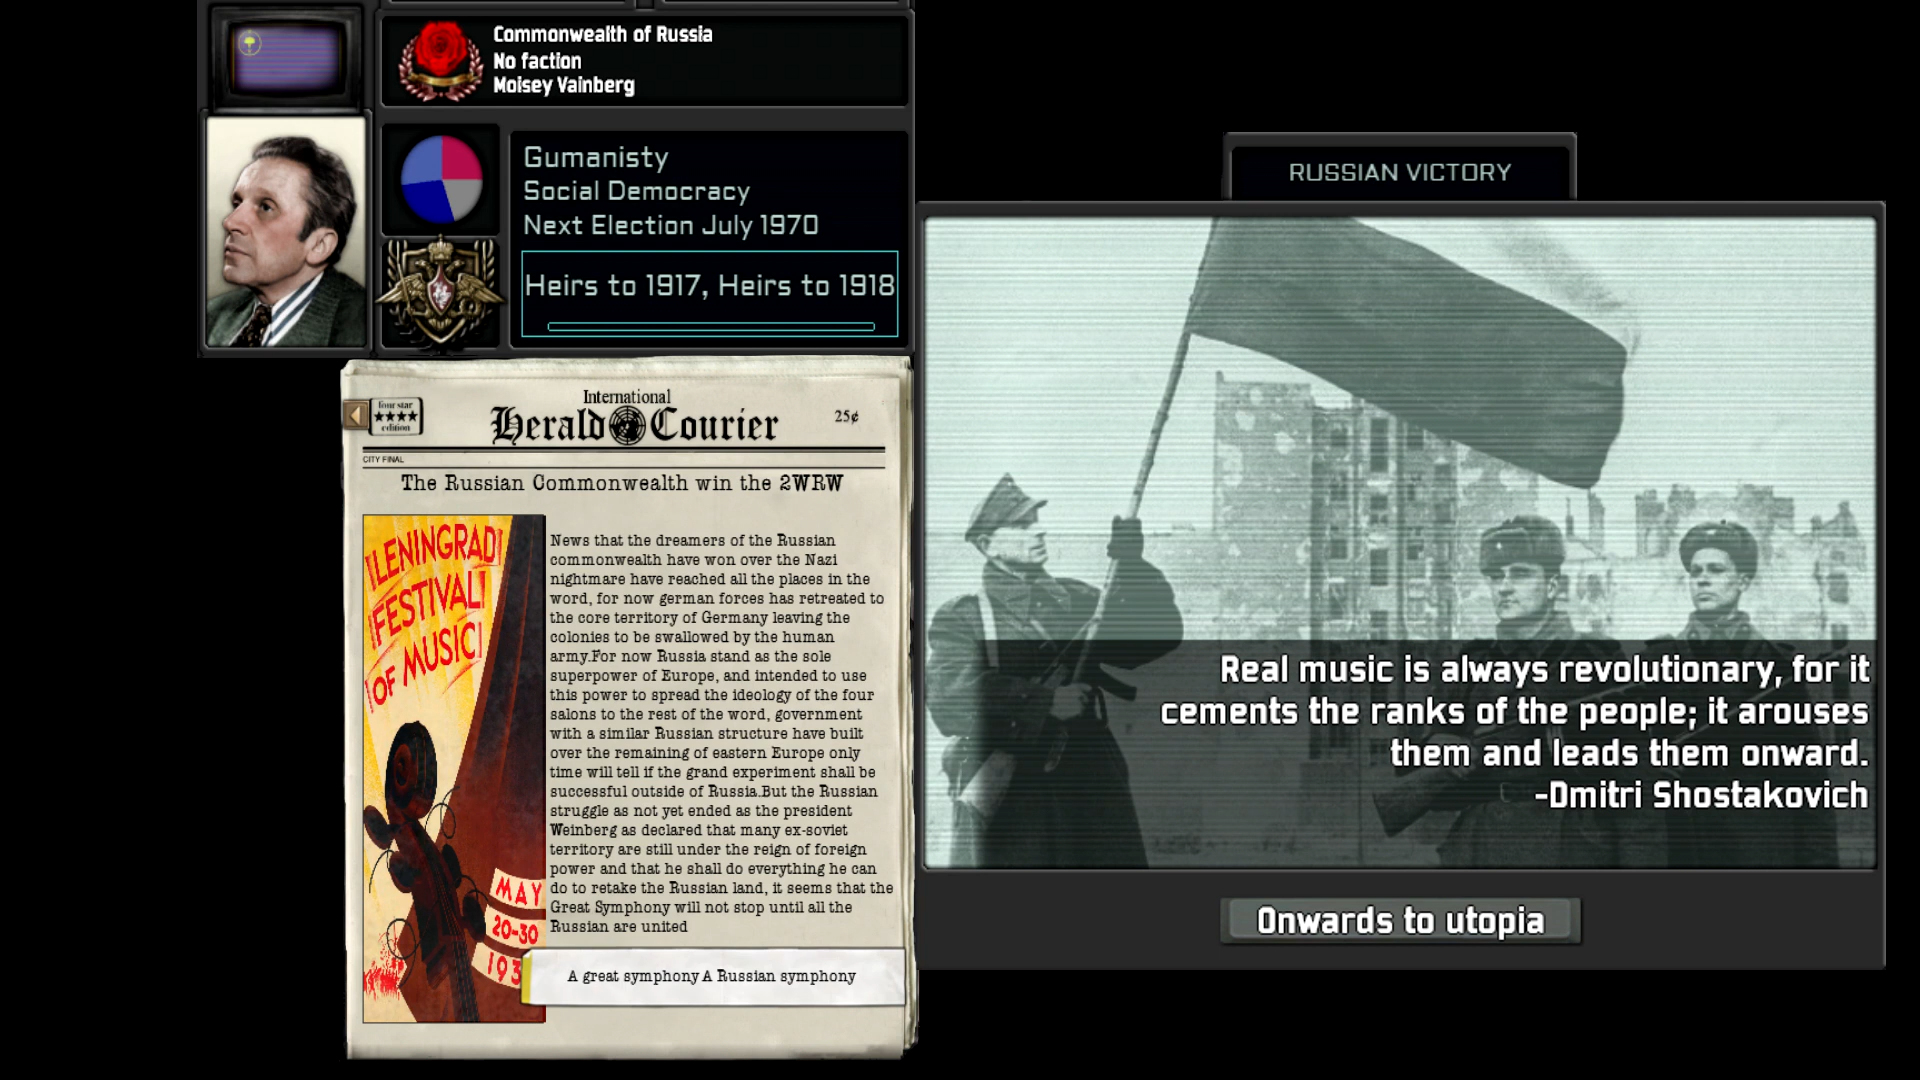 Commonwealth of Russia
No faction
Moisey Vainberg
Gumanisty
Social Democracy
Next Election July 1970
Heirs to 1917, Heirs to 1918
four star
edition
International
Herald Courier
25¢
CITY FINAL
The Russian Commonwealth win the 2WRW
LENINGRAD
FESTIVAL
OF MUSIC
MAY
20-30
193
News that the dreamers of the Russian
commonwealth have won over the Nazi
nightmare have reached all the places in the
word, for now german forces has retreated to
the core territory of Germany leaving the
colonies to be swallowed by the human
army.For now Russia stand as the sole
superpower of Europe, and intended to use
this power to spread the ideology of the four
salons to the rest of the word, government
with a similar Russian structure have built
over the remaining of eastern Europe only
time will tell if the grand experiment shall be
successful outside of Russia.But the Russian
struggle as not yet ended as the president
Weinberg as declared that many ex-soviet
territory are still under the reign of foreign
power and that he shall do everything he can
do to retake the Russian land, it seems that the
Great Symphony will not stop until all the
Russian are united
A great symphony A Russian symphony
RUSSIAN VICTORY
Real music is always revolutionary, for it
cements the ranks of the people; it arouses
them and leads them onward.
-Dmitri Shostakovich
Onwards to utopia